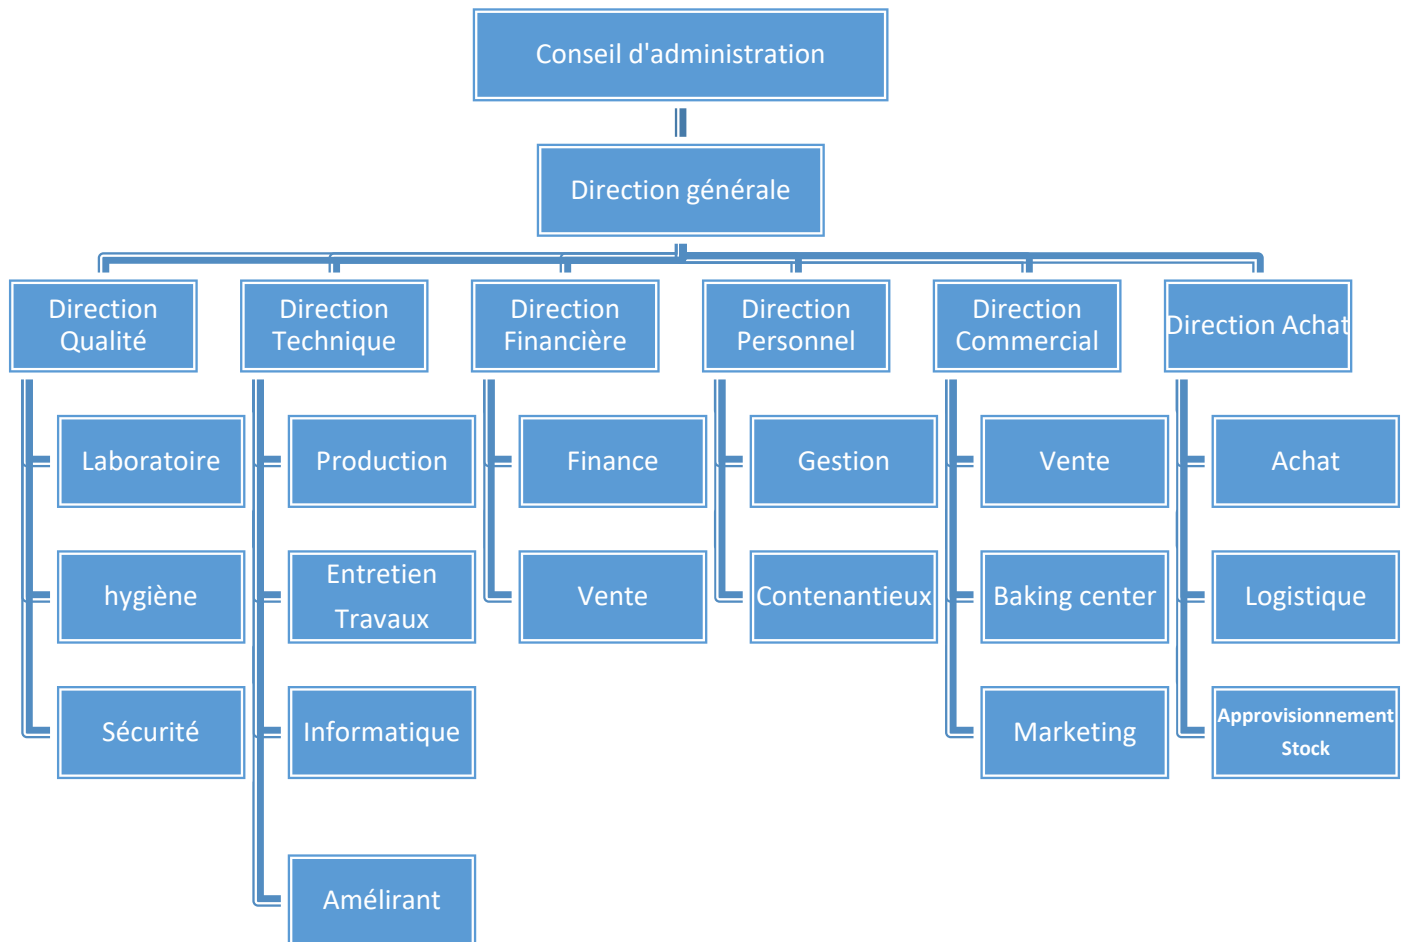 Conseil d'administration
Direction générale
Direction
Qualité
Direction
Technique
Direction
Financière
Direction
Personnel
Direction
Commercial
Direction Achat
Laboratoire
Production
Finance
Gestion
Vente
Achat
hygiène
Entretien
Travaux
Vente
Contenantieux
Baking center
Logistique
Sécurité
Informatique
Marketing
Approvisionnement
Stock
Amélirant